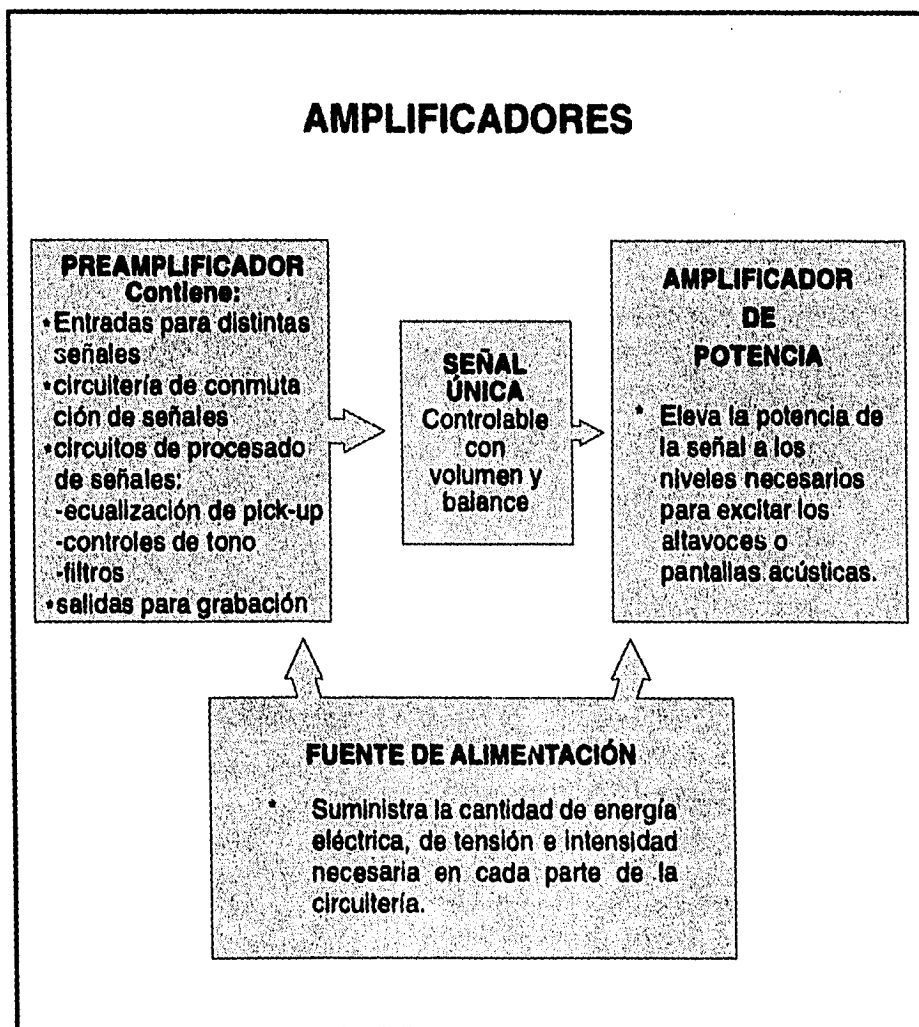 AMPLIFICADORES
PREAMPLIFICADOR
Contiene:
•Entradas para distintas
señales
•circuitería de conmuta
ción de señales
•circuitos de procesado
de señales:
-ecualización de pick-up
-controles de tono
-filtros
•salidas para grabación
SEÑAL
ÚNICA
Controlable
con
volumen y
balance
AMPLIFICADOR
DE
POTENCIA
* Eleva la potencia de
la señal a los
niveles necesarios
para excitar los
altavoces o
pantallas acústicas.
FUENTE DE ALIMENTACIÓN
* Suministra la cantidad de energía
eléctrica, de tensión e intensidad
necesaria en cada parte de la
circuitería.